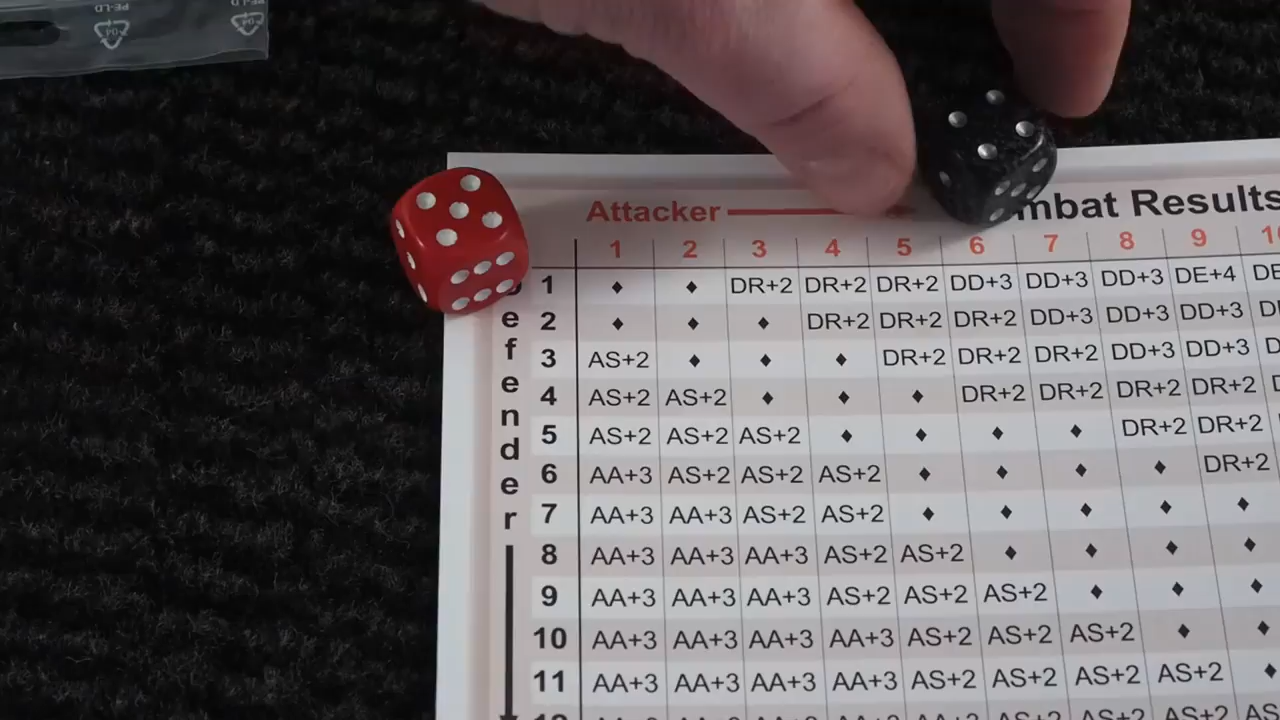 PE-LD
04
PE-LD
04
Attacker
mbat Results
1 2 3 4 5 6 7 8 9
Defender
1 ♦ ♦ DR+2 DR+2 DR+2 DD+3 DD+3 DD+3 DE+4
2 ♦ ♦ ♦ DR+2 DR+2 DR+2 DD+3 DD+3 DD+3
3 AS+2 ♦ ♦ ♦ DR+2 DR+2 DR+2 DD+3 DD+3
4 AS+2 AS+2 ♦ ♦ ♦ DR+2 DR+2 DR+2 DR+2
5 AS+2 AS+2 AS+2 ♦ ♦ ♦ ♦ DR+2 DR+2
6 AA+3 AS+2 AS+2 AS+2 ♦ ♦ ♦ ♦ DR+2
7 AA+3 AA+3 AS+2 AS+2 ♦ ♦ ♦ ♦ ♦
8 AA+3 AA+3 AA+3 AS+2 AS+2 ♦ ♦ ♦ ♦
9 AA+3 AA+3 AA+3 AS+2 AS+2 AS+2 ♦ ♦ ♦
10 AA+3 AA+3 AA+3 AA+3 AS+2 AS+2 AS+2 ♦ ♦
11 AA+3 AA+3 AA+3 AA+3 AS+2 AS+2 AS+2 AS+2 ♦